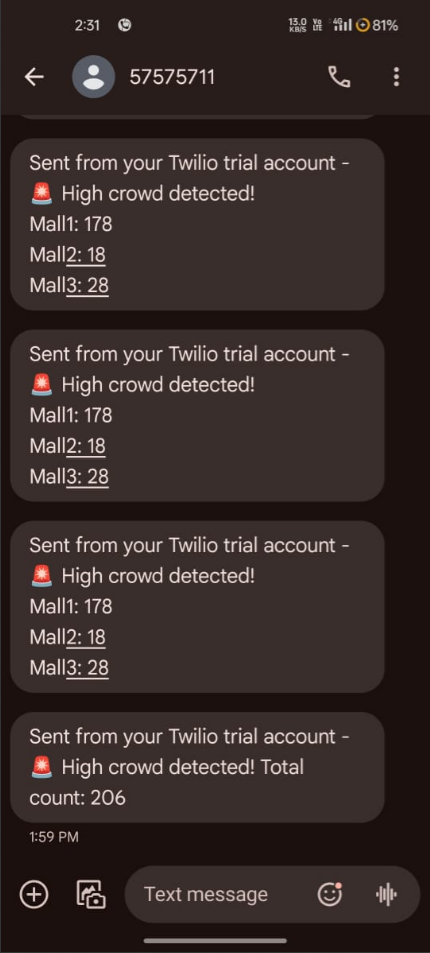 2:31
13.0 KB/S Vo LTE 4G 81%
57575711
Sent from your Twilio trial account -
🚨 High crowd detected!
Mall1: 178
Mall2: 18
Mall3: 28
Sent from your Twilio trial account -
🚨 High crowd detected!
Mall1: 178
Mall2: 18
Mall3: 28
Sent from your Twilio trial account -
🚨 High crowd detected!
Mall1: 178
Mall2: 18
Mall3: 28
Sent from your Twilio trial account -
🚨 High crowd detected! Total
count: 206
1:59 PM
Text message